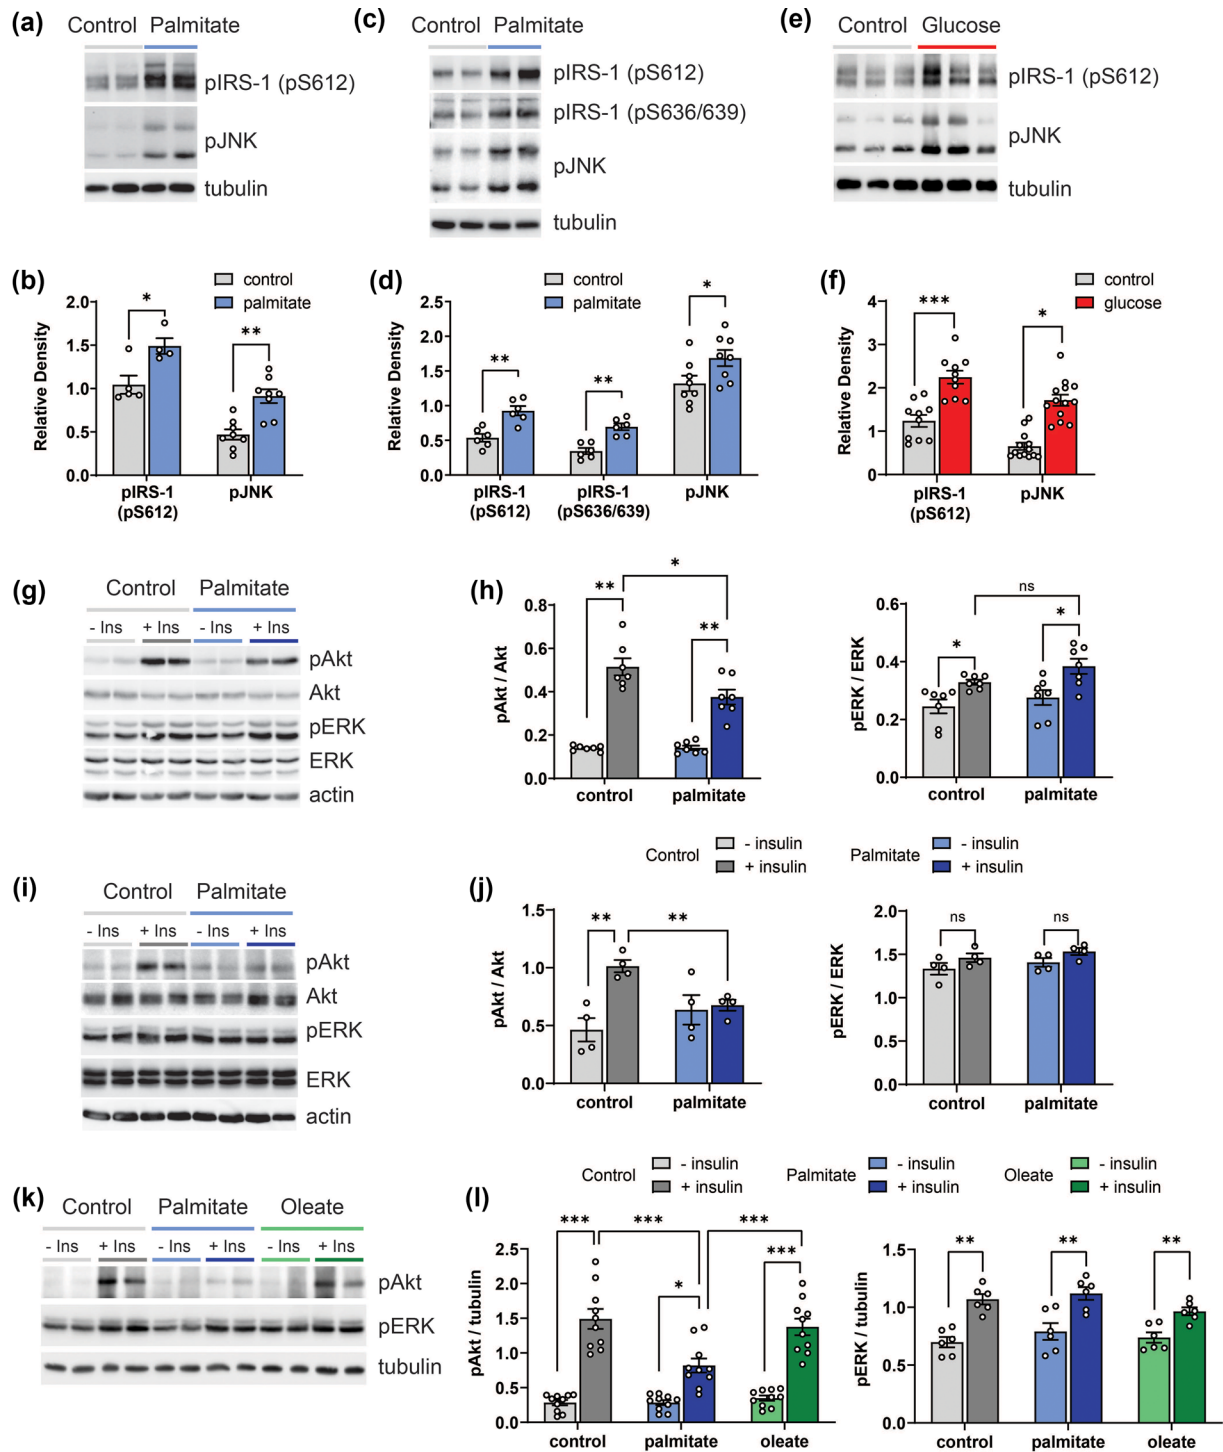 (a)
Control Palmitate
pIRS-1 (pS612)
pJNK
tubulin
(c)
Control Palmitate
pIRS-1 (pS612)
pIRS-1 (pS636/639)
pJNK
tubulin
(e)
Control Glucose
pIRS-1 (pS612)
pJNK
tubulin
(b)
control
palmitate
Relative Density
2.0
1.5
1.0
0.5
0.0
*
**
pIRS-1
(pS612)
pJNK
(d)
control
palmitate
Relative Density
2.5
2.0
1.5
1.0
0.5
0.0
**
**
*
pIRS-1
(pS612)
pIRS-1
(pS636/639)
pJNK
(f)
control
glucose
Relative Density
4
3
2
1
0
***
*
pIRS-1
(pS612)
pJNK
(g)
Control Palmitate
- Ins + Ins - Ins + Ins
pAkt
Akt
pERK
ERK
actin
(h)
pAkt / Akt
0.8
0.6
0.4
0.2
0.0
**
*
**
control palmitate
pERK / ERK
0.6
0.4
0.2
0.0
*
ns
*
control palmitate
Control - insulin + insulin
Palmitate - insulin + insulin
(i)
Control Palmitate
- Ins + Ins - Ins + Ins
pAkt
Akt
pERK
ERK
actin
(j)
pAkt / Akt
1.5
1.0
0.5
0.0
**
**
control palmitate
pERK / ERK
2.0
1.5
1.0
0.5
0.0
ns
ns
control palmitate
Control - insulin + insulin
Palmitate - insulin + insulin
Oleate - insulin + insulin
(k)
Control Palmitate Oleate
- Ins + Ins - Ins + Ins - Ins + Ins
pAkt
pERK
tubulin
(l)
pAkt / tubulin
2.5
2.0
1.5
1.0
0.5
0.0
***
***
***
*
***
control palmitate oleate
pERK / tubulin
1.5
1.0
0.5
0.0
**
**
**
control palmitate oleate